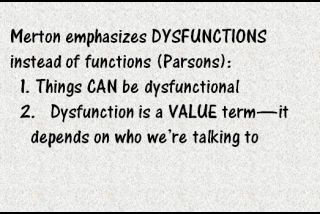 Merton emphasizes DYSFUNCTIONS
instead of functions (Parsons):
1. Things CAN be dysfunctional
2. Dysfunction is a VALUE term—it
depends on who we're talking to